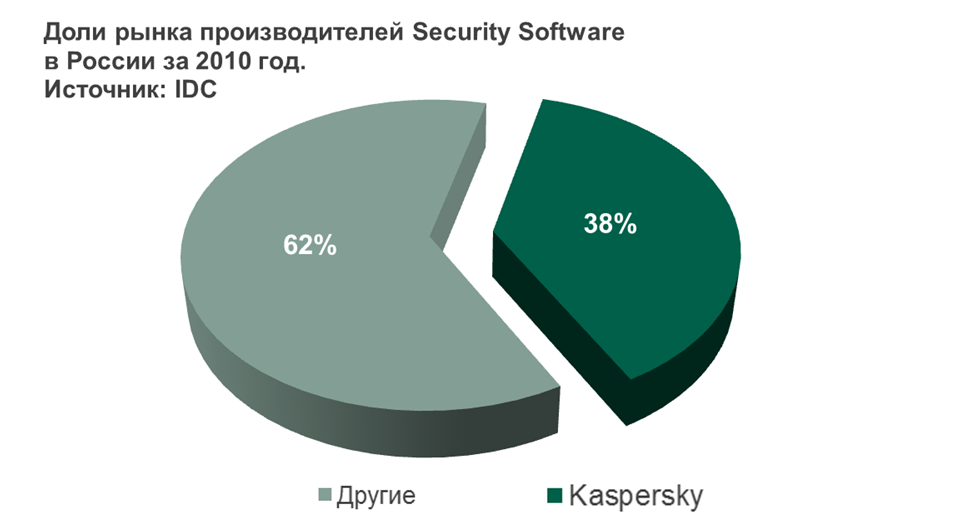 Доли рынка производителей Security Software
в России за 2010 год.
Источник: IDC
62%
38%
Другие
Kaspersky